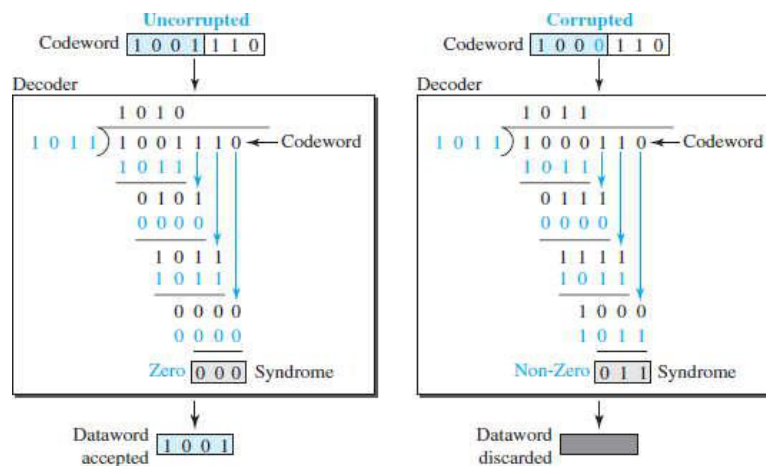 Uncorrupted
Codeword 1 0 0 1 1 1 0
Decoder
1 0 1 0
1 0 1 1 ) 1 0 0 1 1 1 0 Codeword
1 0 1 1
0 1 0 1
0 0 0 0
1 0 1 1
1 0 1 1
0 0 0 0
0 0 0 0
Zero 0 0 0 Syndrome
Dataword
accepted 1 0 0 1
Corrupted
Codeword 1 0 0 0 1 1 0
Decoder
1 0 1 1
1 0 1 1 ) 1 0 0 0 1 1 0 Codeword
1 0 1 1
0 1 1 1
0 0 0 0
1 1 1 1
1 0 1 1
1 0 0 0
1 0 1 1
Non-Zero 0 1 1 Syndrome
Dataword
discarded